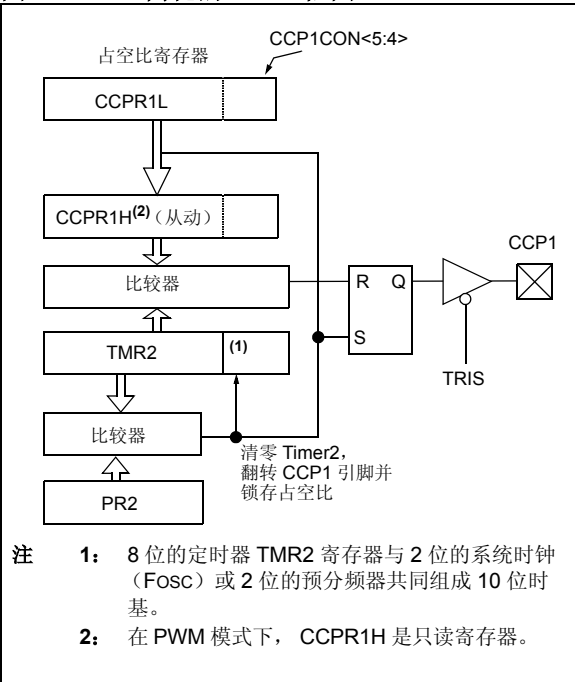 CCP1CON<5:4>
占空比寄存器
CCPR1L
CCPR1H(2)（从动）
CCP1
比较器
R Q
S
TMR2 (1)
TRIS
比较器
清零 Timer2，
翻转 CCP1 引脚并
锁存占空比
PR2
注 1： 8 位的定时器 TMR2 寄存器与 2 位的系统时钟
（FOSC）或 2 位的预分频器共同组成 10 位时
基。
2： 在 PWM 模式下， CCPR1H 是只读寄存器。